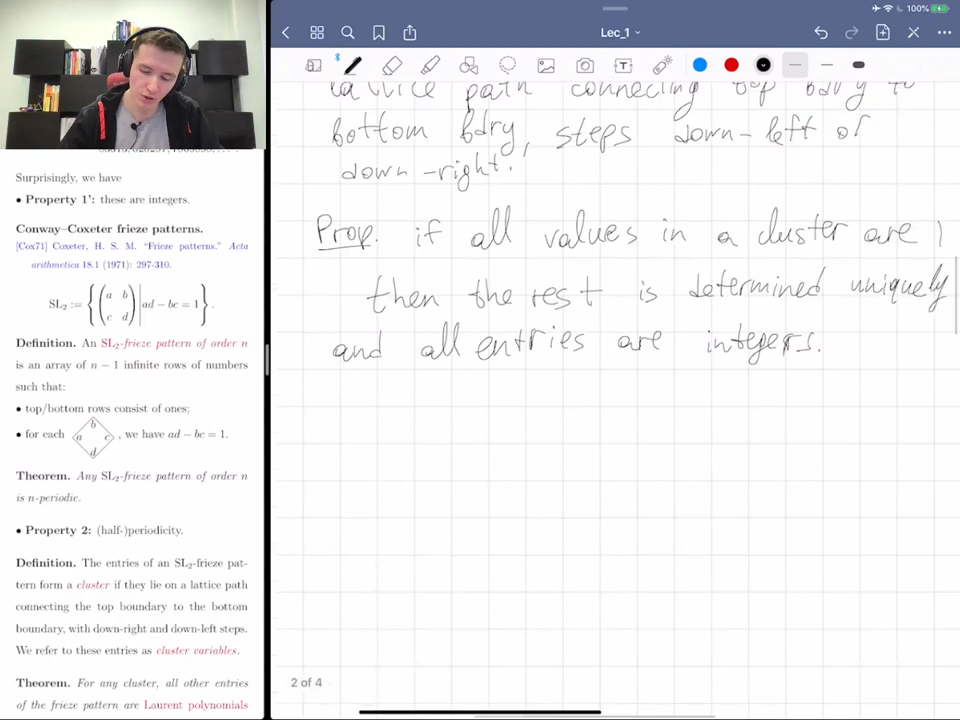 100%
Lec_1
Surprisingly, we have
• Property 1’: these are integers.
Conway–Coxeter frieze patterns.
[Cox71] Coxeter, H. S. M. “Frieze patterns.” Acta
arithmetica 18.1 (1971): 297-310.
SL₂ := { ( a b c d ) | ad − bc = 1 } .
Definition. An SL₂-frieze pattern of order n
is an array of n − 1 infinite rows of numbers
such that:
• top/bottom rows consist of ones;
• for each a b c d , we have ad − bc = 1.
Theorem. Any SL₂-frieze pattern of order n
is n-periodic.
• Property 2: (half-)periodicity.
Definition. The entries of an SL₂-frieze pat-
tern form a cluster if they lie on a lattice path
connecting the top boundary to the bottom
boundary, with down-right and down-left steps.
We refer to these entries as cluster variables.
Theorem. For any cluster, all other entries
of the frieze pattern are Laurent polynomials
lattice path connecting top bdry to
bottom bdry, steps down-left or
down-right.
Prop. if all values in a cluster are 1
then the rest is determined uniquely
and all entries are integers.
2 of 4